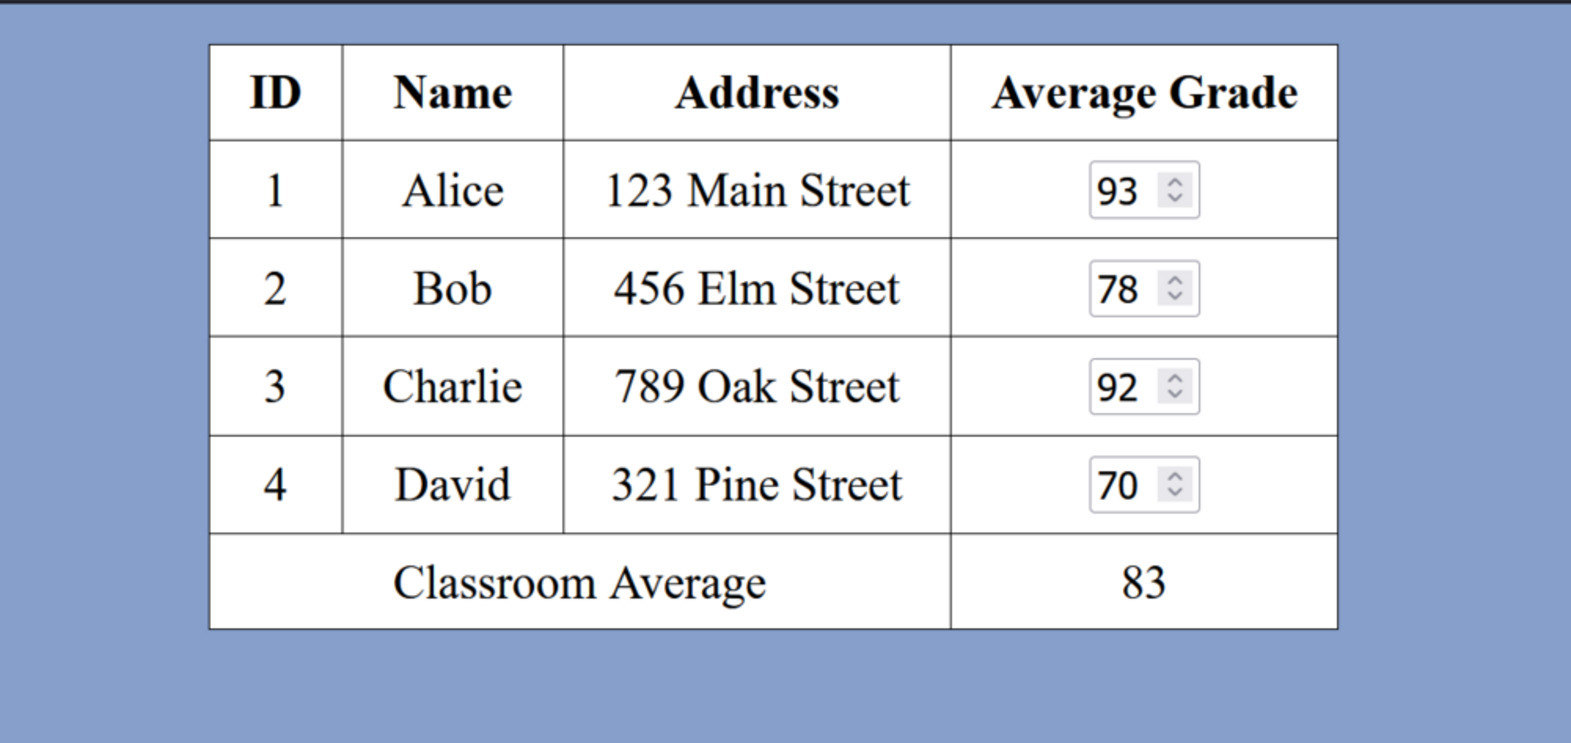 ID Name Address Average Grade
1 Alice 123 Main Street 93
2 Bob 456 Elm Street 78
3 Charlie 789 Oak Street 92
4 David 321 Pine Street 70
Classroom Average 83